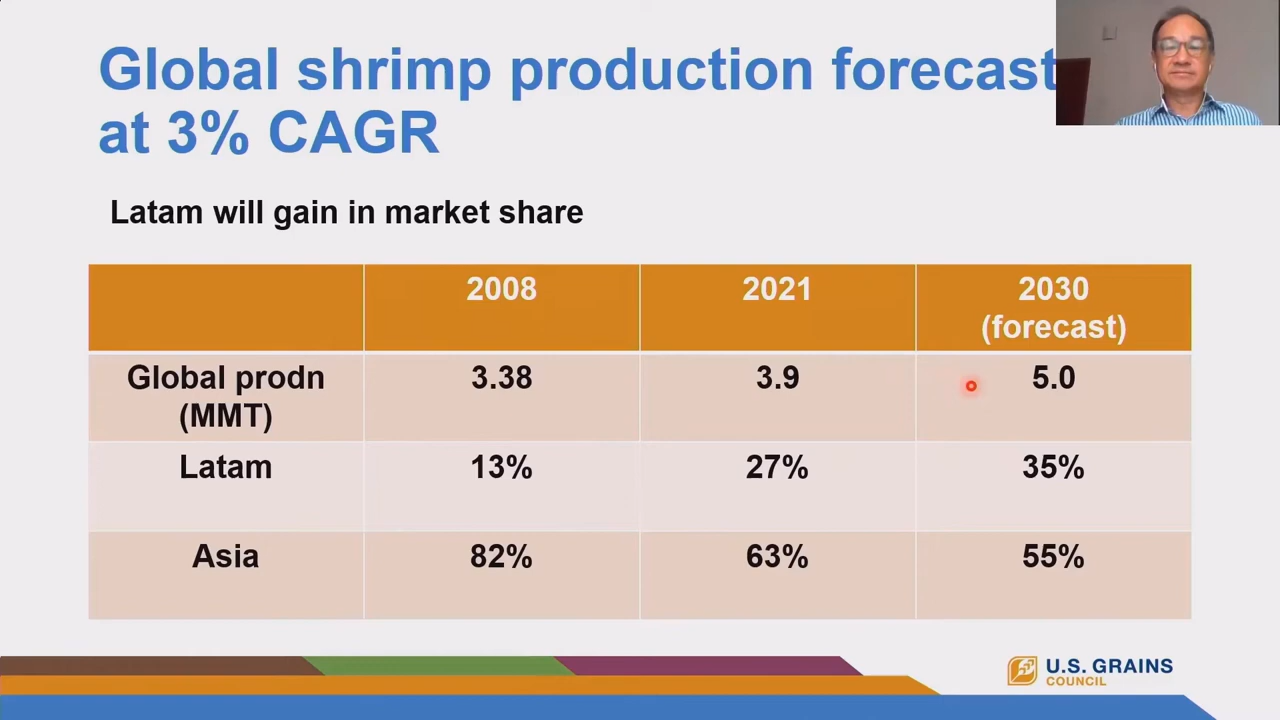 Global shrimp production forecast
at 3% CAGR
Latam will gain in market share
2008 2021 2030
(forecast)
Global prodn 3.38 3.9 5.0
(MMT)
Latam 13% 27% 35%
Asia 82% 63% 55%
U.S. GRAINS
COUNCIL